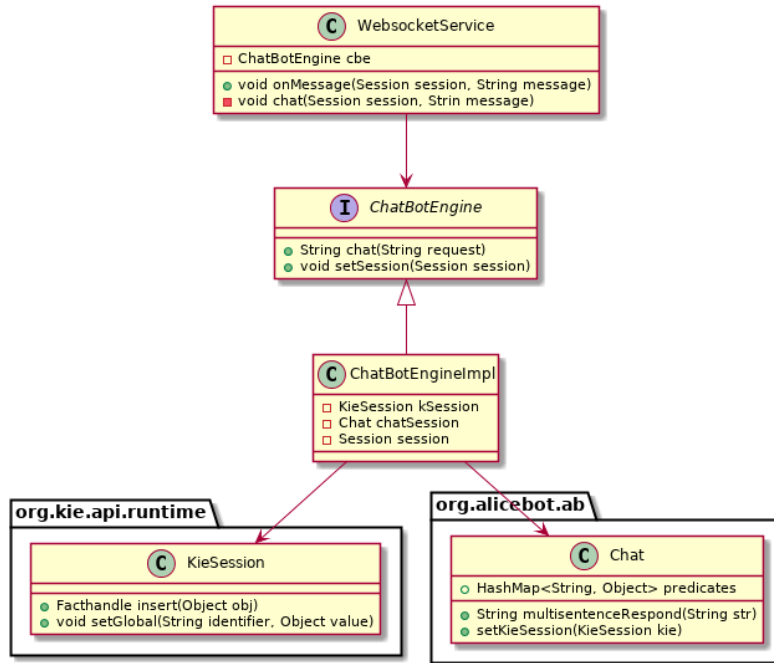 C WebsocketService
ChatBotEngine cbe
void onMessage(Session session, String message)
void chat(Session session, Strin message)
I ChatBotEngine
String chat(String request)
void setSession(Session session)
C ChatBotEngineImpl
KieSession kSession
Chat chatSession
Session session
org.kie.api.runtime
C KieSession
Facthandle insert(Object obj)
void setGlobal(String identifier, Object value)
org.alicebot.ab
C Chat
HashMap<String, Object> predicates
String multisentenceRespond(String str)
setKieSession(KieSession kie)